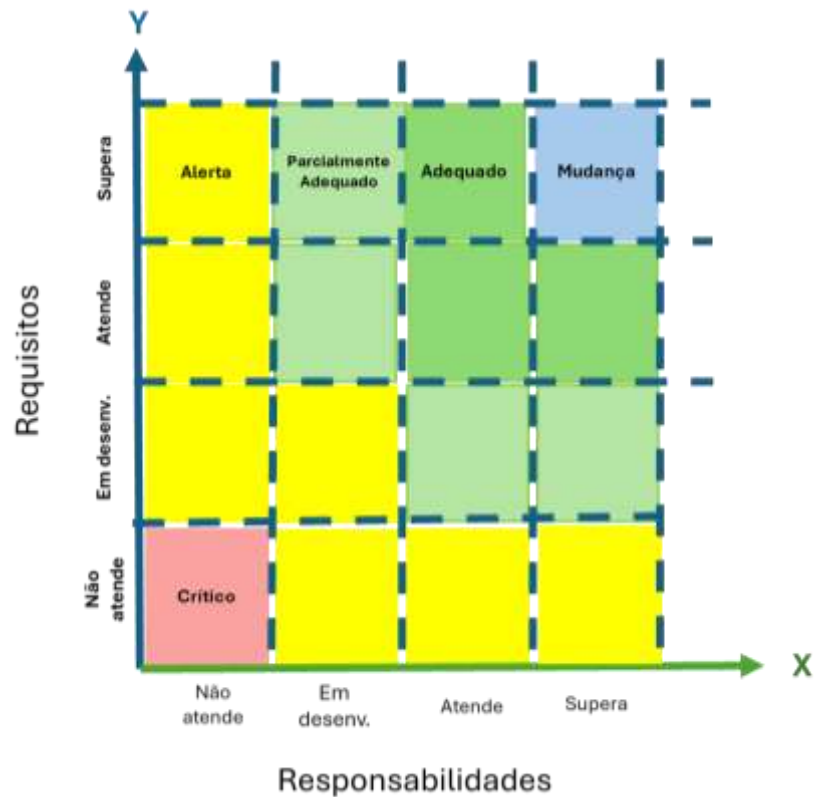 Y
Supera
Alerta
Parcialmente
Adequado
Adequado
Mudança
Atende
Requisitos
Em desenv.
Não
atende
Crítico
X
Não
atende
Em
desenv.
Atende
Supera
Responsabilidades